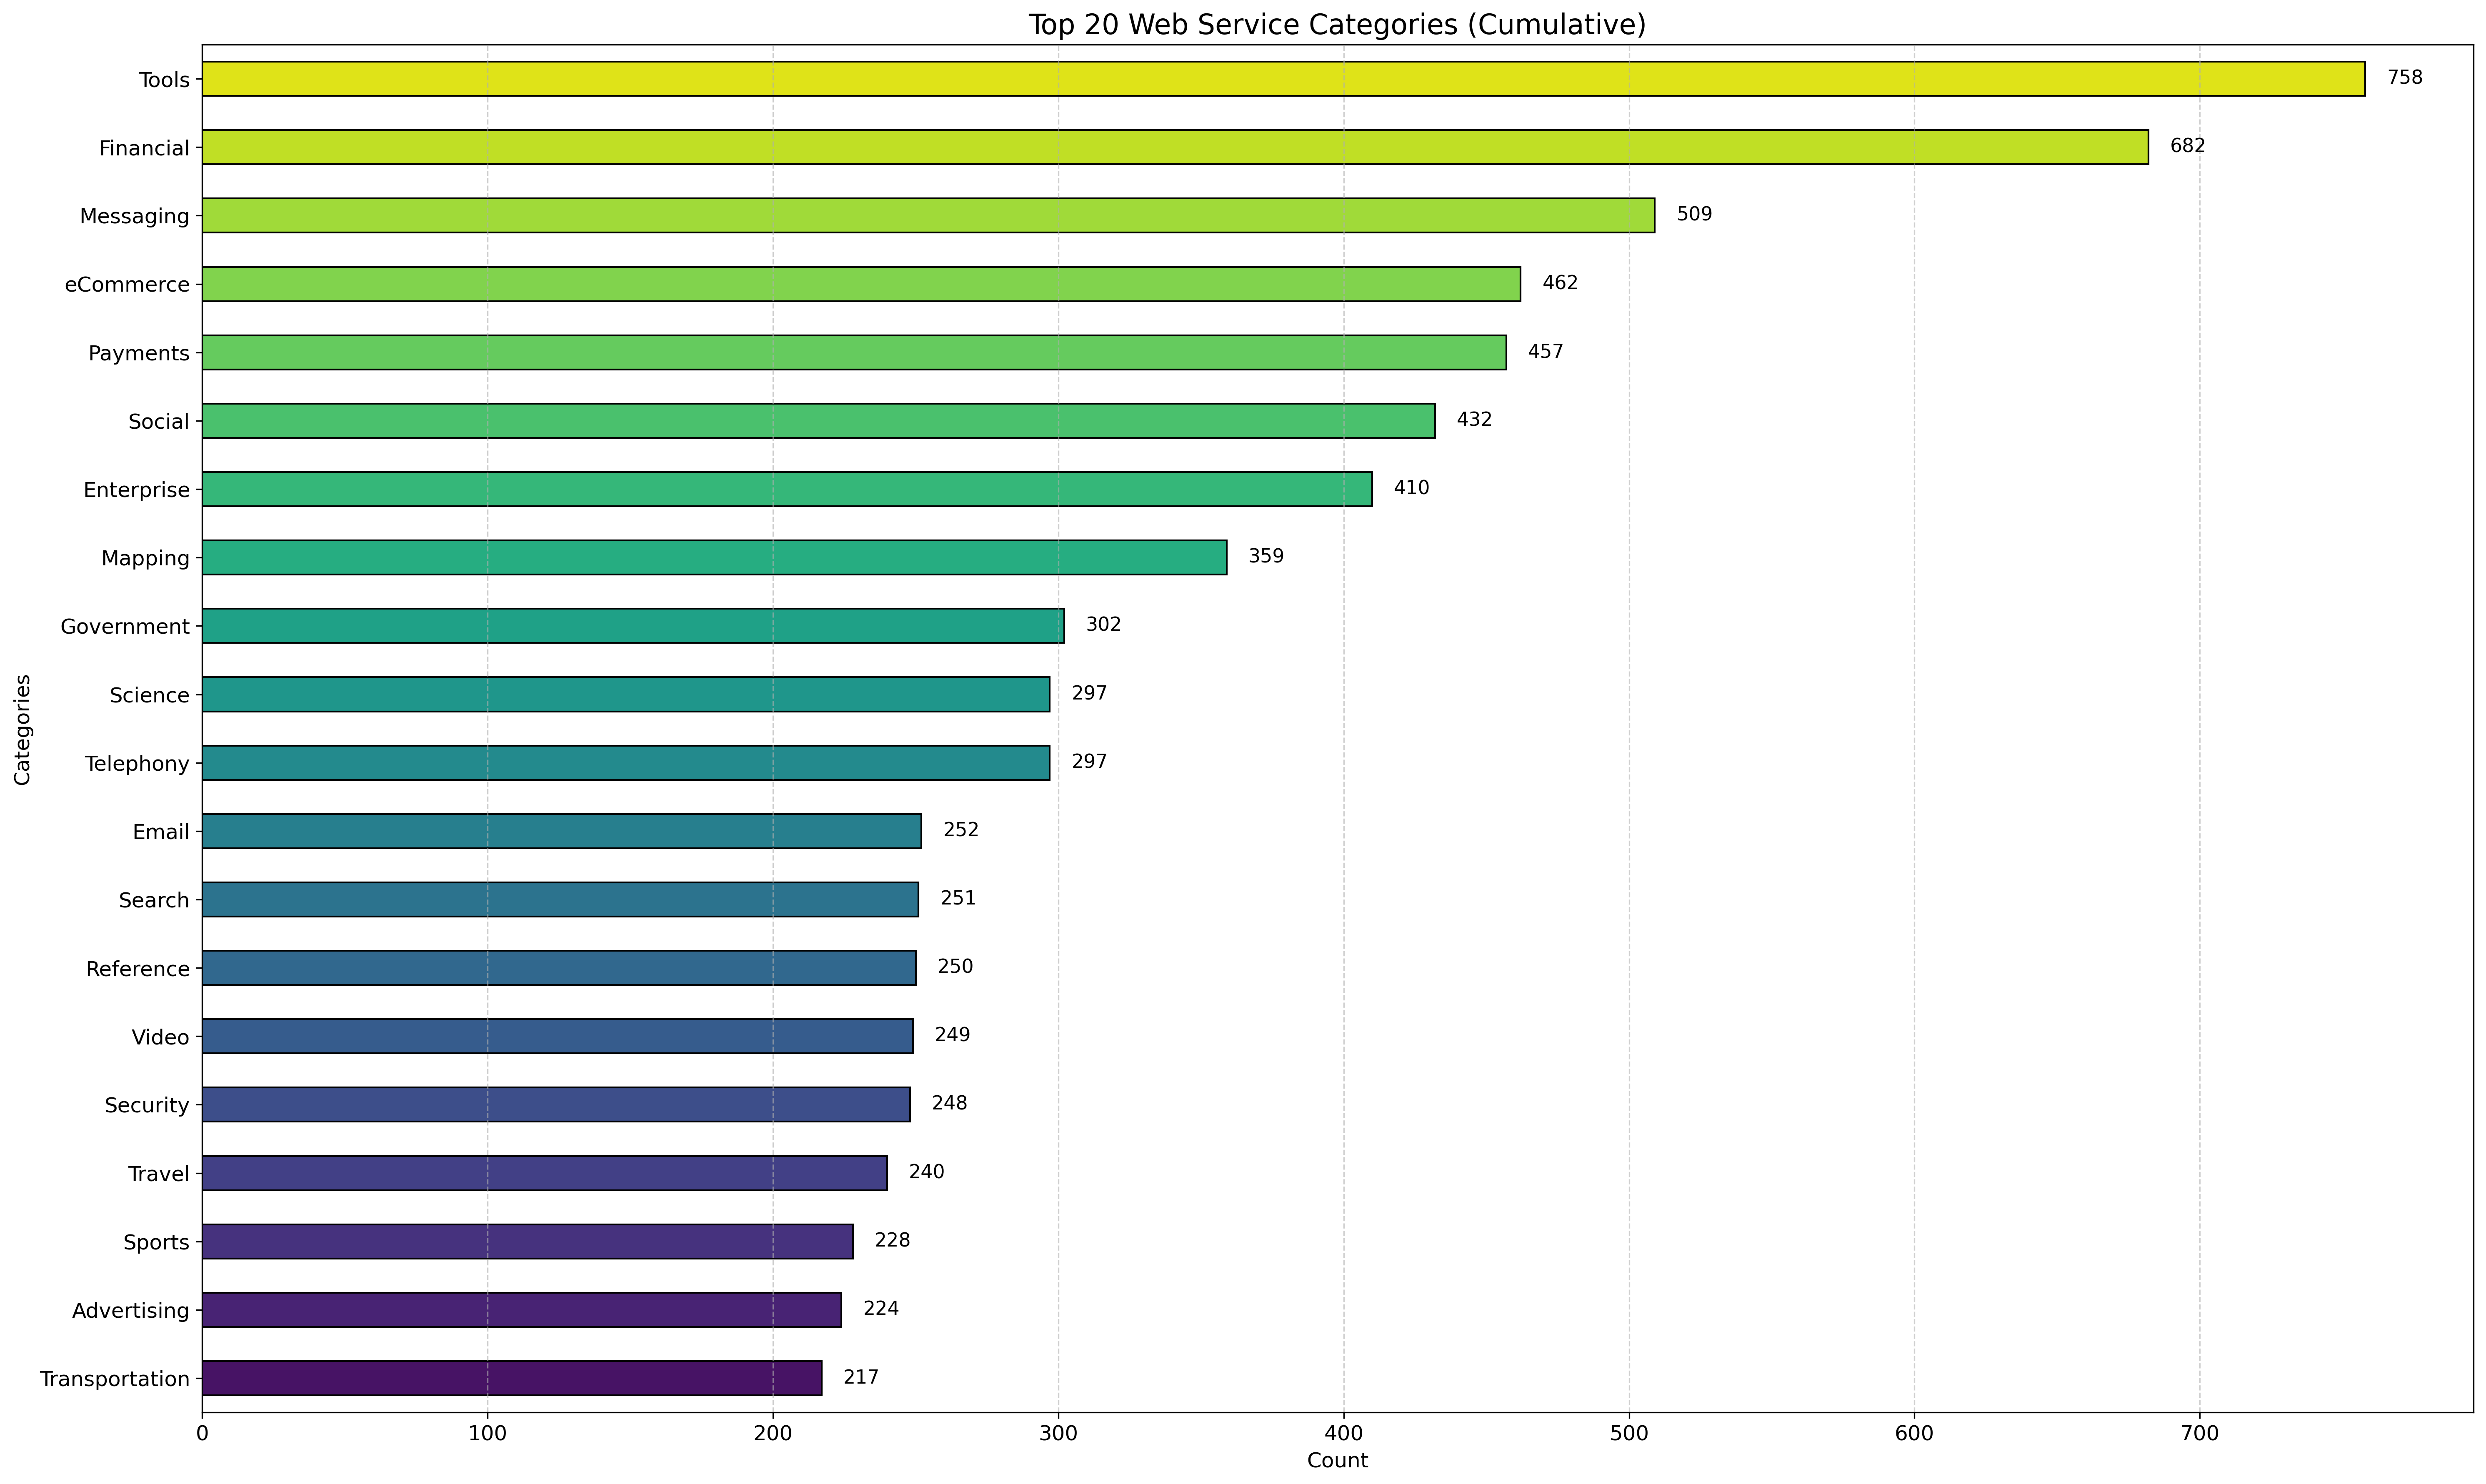 Top 20 Web Service Categories (Cumulative)
Tools 758
Financial 682
Messaging 509
eCommerce 462
Payments 457
Social 432
Enterprise 410
Mapping 359
Government 302
Science 297
Telephony 297
Email 252
Search 251
Reference 250
Video 249
Security 248
Travel 240
Sports 228
Advertising 224
Transportation 217
Categories
0 100 200 300 400 500 600 700
Count